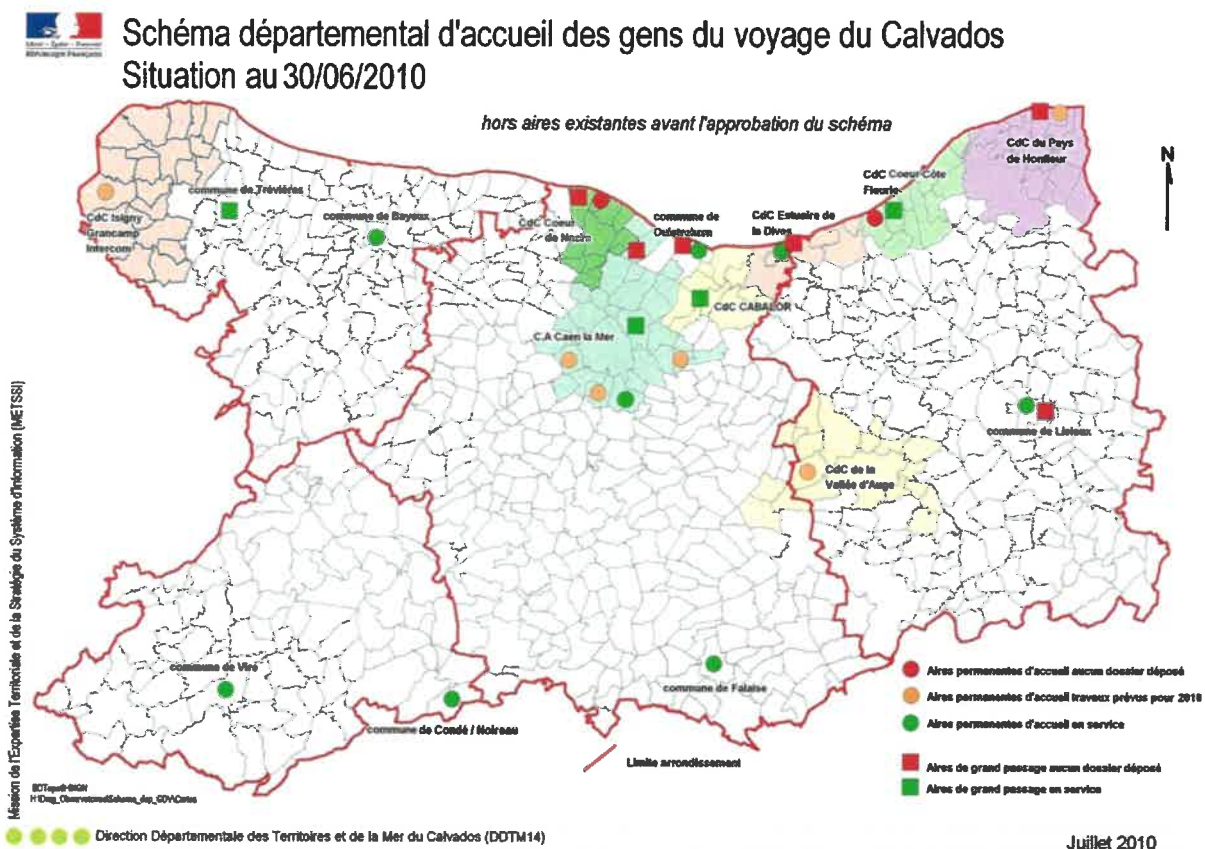 Liberté • Égalité • Fraternité
RÉPUBLIQUE FRANÇAISE
Schéma départemental d'accueil des gens du voyage du Calvados
Situation au 30/06/2010
hors aires existantes avant l'approbation du schéma
N
CdC du Pays
de Honfleur
CdC Coeur Côte
Fleurie
commune de Trévières
CdC Isigny
Grancamp
Intercom
commune de Bayeux
CdC Coeur
de Nacre
commune de
Ouistreham
CdC Estuaire de
la Dives
CdC CABALOR
C.A Caen la Mer
commune de Lisieux
CdC de la
Vallée d'Auge
commune de Vire
commune de Condé / Noireau
commune de Falaise
Limite arrondissement
Aires permanentes d'accueil aucun dossier déposé
Aires permanentes d'accueil travaux prévus pour 2010
Aires permanentes d'accueil en service
Aires de grand passage aucun dossier déposé
Aires de grand passage en service
Mission de l'Expertise Territoriale et de la Stratégie du Système d'Information (METSSI)
Direction Départementale des Territoires et de la Mer du Calvados (DDTM14)
Juillet 2010